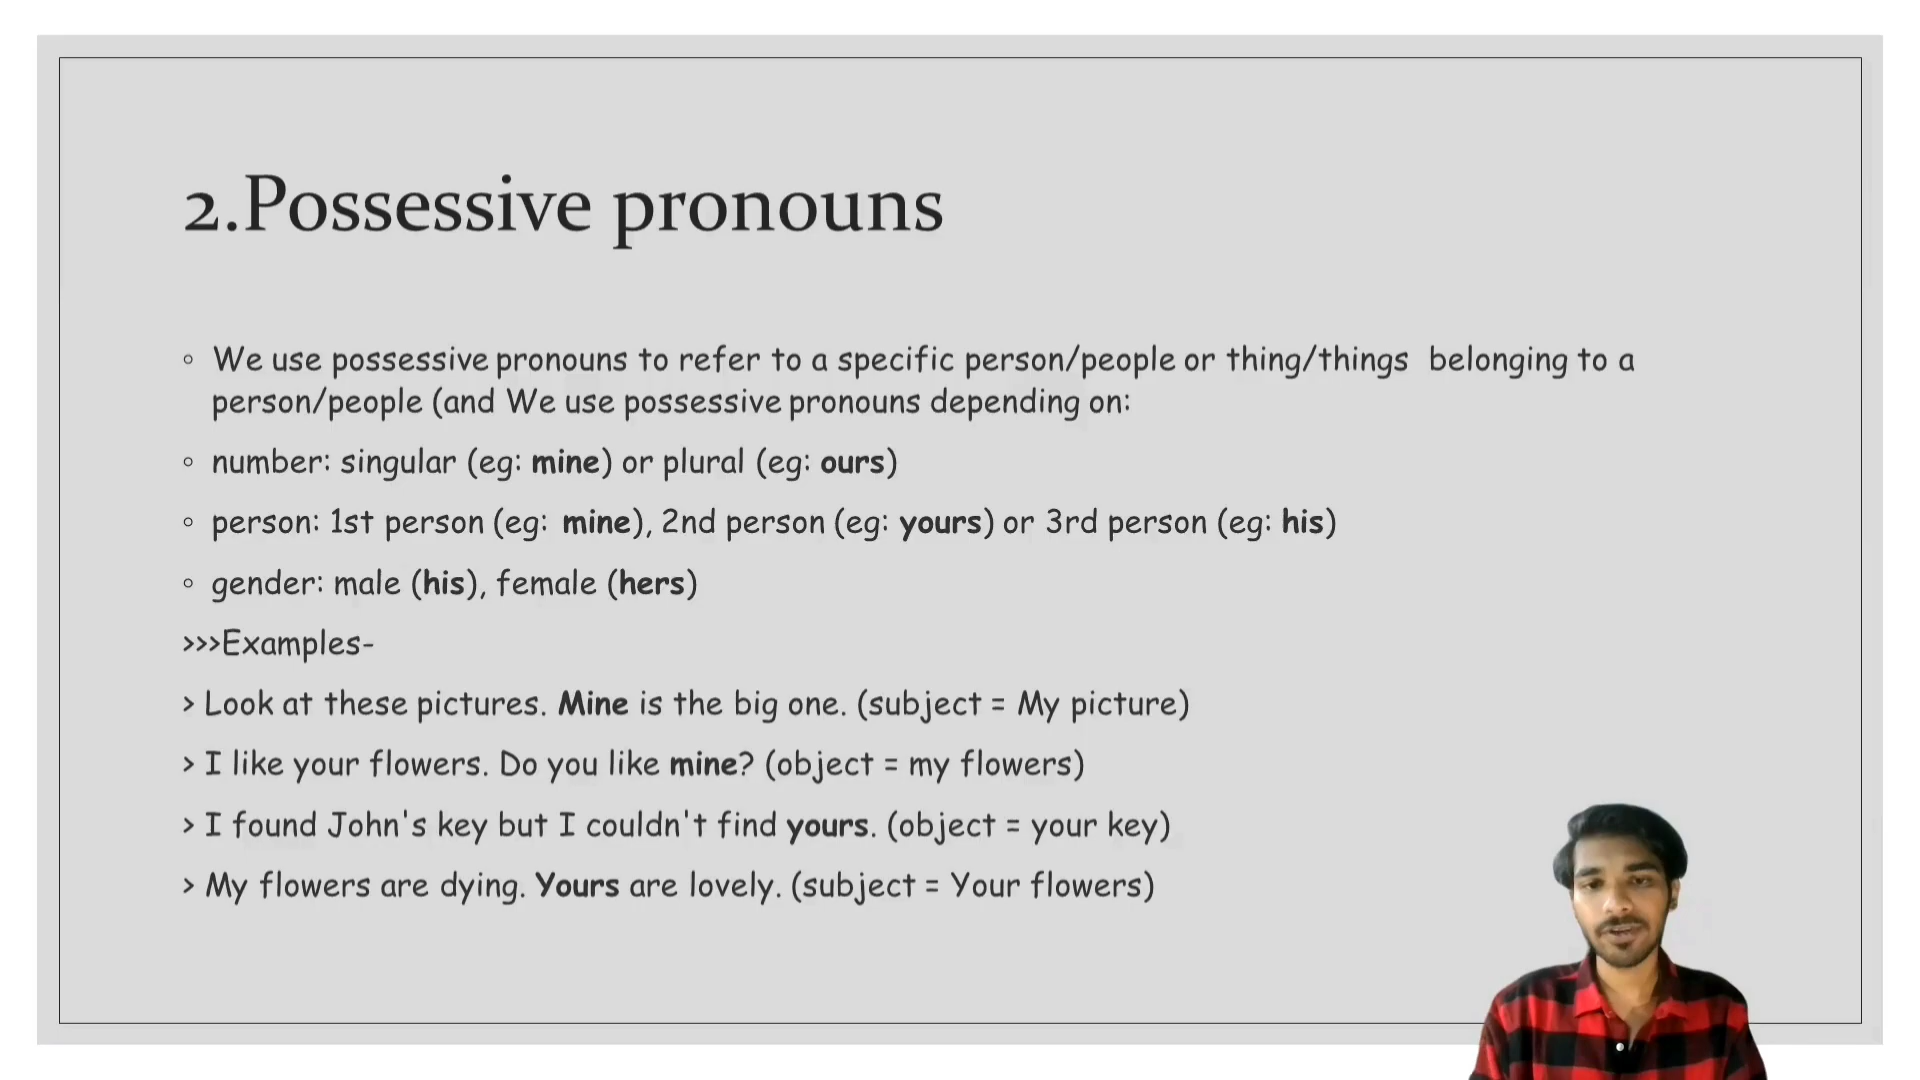 2.Possessive pronouns
◦ We use possessive pronouns to refer to a specific person/people or thing/things belonging to a
person/people (and We use possessive pronouns depending on:
◦ number: singular (eg: mine) or plural (eg: ours)
◦ person: 1st person (eg: mine), 2nd person (eg: yours) or 3rd person (eg: his)
◦ gender: male (his), female (hers)
>>>Examples-
> Look at these pictures. Mine is the big one. (subject = My picture)
> I like your flowers. Do you like mine? (object = my flowers)
> I found John's key but I couldn't find yours. (object = your key)
> My flowers are dying. Yours are lovely. (subject = Your flowers)